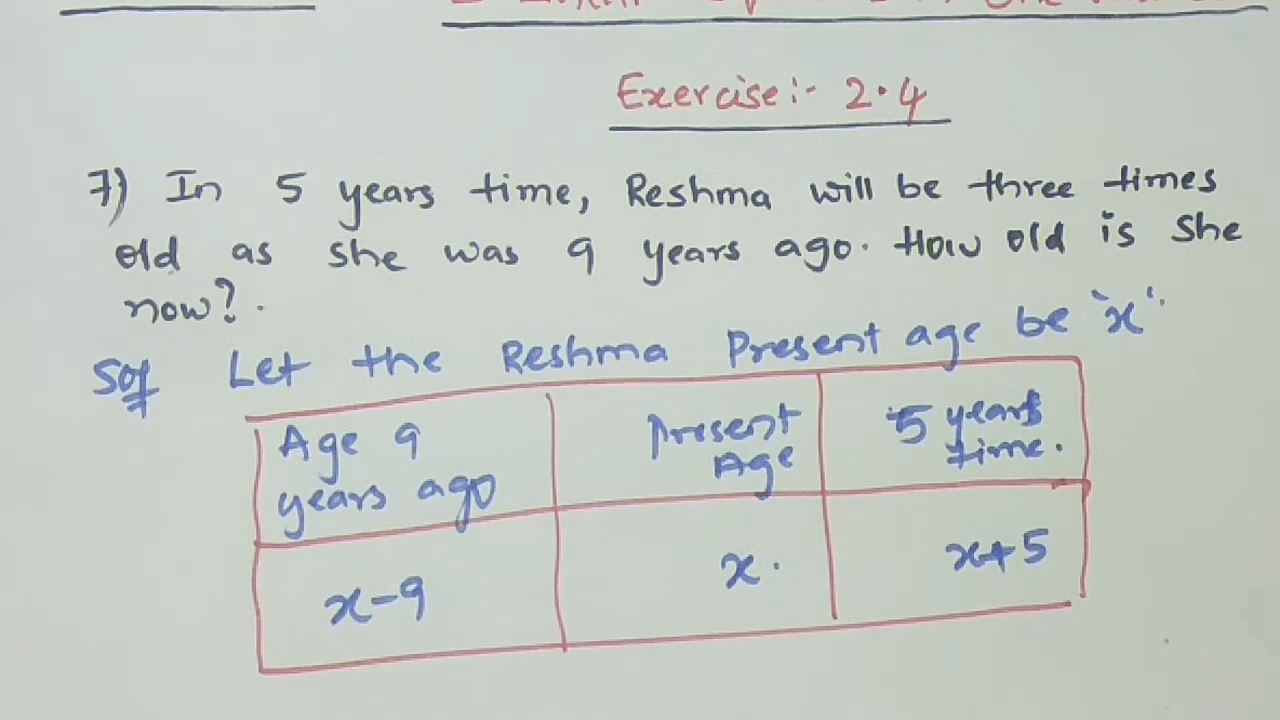 Exercise:- 2.4
7) In 5 years time, Reshma will be three times
old as she was 9 years ago. How old is she
now?.
Sol Let the Reshma Present age be "x".
Age 9 years ago
Present Age
5 years time.
x-9
x.
x+5